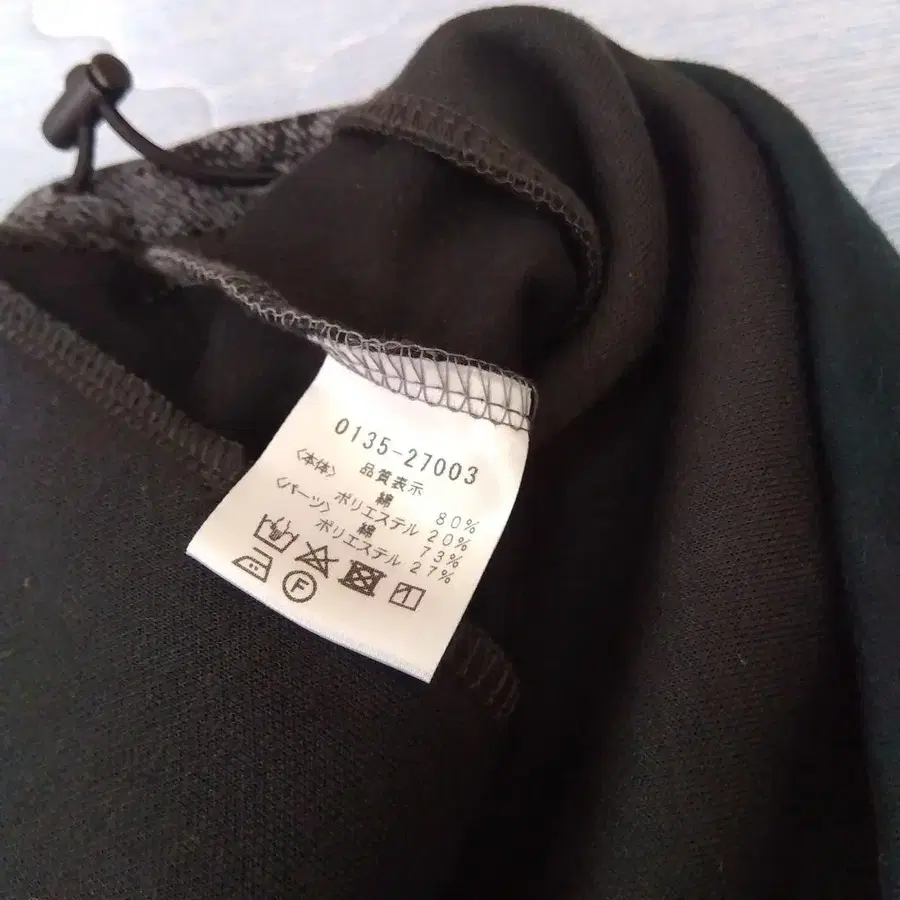 0135-27003
品質表示
〈本体〉
綿 80%
ポリエステル 20%
〈パーツ〉
綿 73%
ポリエステル 27%
F